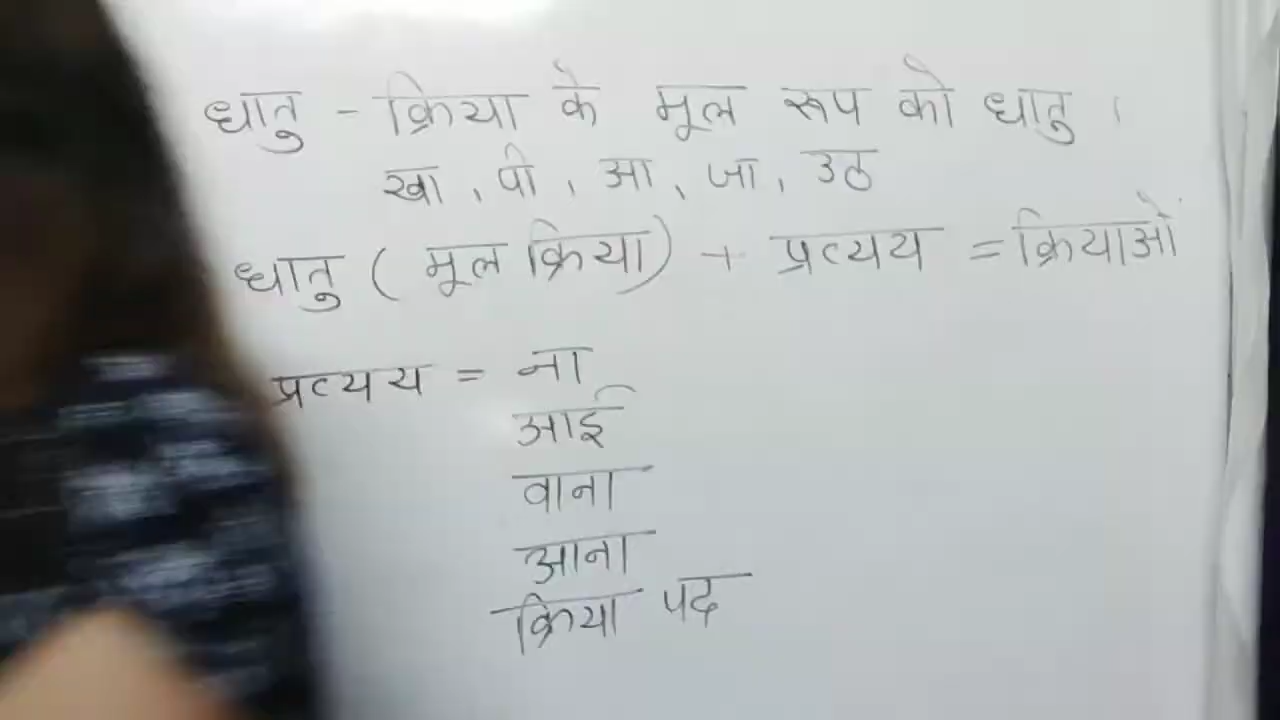 धातु - क्रिया के मूल रूप को धातु ।
खा, पी, आ, जा, उठ
धातु ( मूल क्रिया) + प्रत्यय = क्रियाओं
प्रत्यय = ना
आई
वाना
आना
क्रिया पद